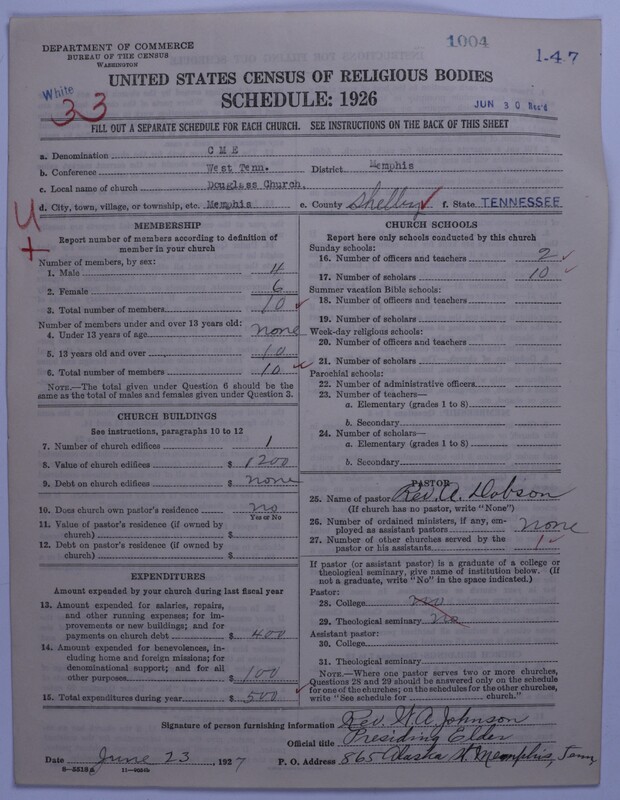 DEPARTMENT OF COMMERCE
BUREAU OF THE CENSUS
WASHINGTON
1004
1-47
White
33
UNITED STATES CENSUS OF RELIGIOUS BODIES
SCHEDULE: 1926
JUN 30 Rec'd
FILL OUT A SEPARATE SCHEDULE FOR EACH CHURCH. SEE INSTRUCTIONS ON THE BACK OF THIS SHEET
a. Denomination C M E
b. Conference West Tenn. District Memphis
c. Local name of church Douglass Church,
d. City, town, village, or township, etc. Memphis e. County Shelby f. State TENNESSEE
MEMBERSHIP
Report number of members according to definition of
member in your church
Number of members, by sex:
1. Male 4
2. Female 6
3. Total number of members 10
Number of members under and over 13 years old:
4. Under 13 years of age none
5. 13 years old and over 10
6. Total number of members 10
NOTE.—The total given under Question 6 should be the
same as the total of males and females given under Question 3.
CHURCH BUILDINGS
See instructions, paragraphs 10 to 12
7. Number of church edifices 1
8. Value of church edifices $ 1200
9. Debt on church edifices $ none
10. Does church own pastor's residence no
Yes or No
11. Value of pastor's residence (if owned by
church) $
12. Debt on pastor's residence (if owned by
church) $
EXPENDITURES
Amount expended by your church during last fiscal year
13. Amount expended for salaries, repairs,
and other running expenses; for im-
provements or new buildings; and for
payments on church debt $ 400
14. Amount expended for benevolences, in-
cluding home and foreign missions; for
denominational support; and for all
other purposes $ 100
15. Total expenditures during year $ 500
CHURCH SCHOOLS
Report here only schools conducted by this church
Sunday schools:
16. Number of officers and teachers 2
17. Number of scholars 10
Summer vacation Bible schools:
18. Number of officers and teachers
19. Number of scholars
Week-day religious schools:
20. Number of officers and teachers
21. Number of scholars
Parochial schools:
22. Number of administrative officers
23. Number of teachers—
a. Elementary (grades 1 to 8)
b. Secondary
24. Number of scholars—
a. Elementary (grades 1 to 8)
b. Secondary
PASTOR
25. Name of pastor Rev. A. Dobson
(If church has no pastor, write "None")
26. Number of ordained ministers, if any, em-
ployed as assistant pastors none
27. Number of other churches served by the
pastor or his assistants 1
If pastor (or assistant pastor) is a graduate of a college or
theological seminary, give name of institution below. (If
not a graduate, write "No" in the space indicated.)
Pastor:
28. College no
29. Theological seminary no
Assistant pastor:
30. College
31. Theological seminary
NOTE.—Where one pastor serves two or more churches,
Questions 28 and 29 should be answered only on the schedule
for one of the churches; on the schedules for the other churches,
write "See schedule for church."
Signature of person furnishing information Rev. W. A. Johnson
Official title Presiding Elder
Date June 23, 1927 P. O. Address 865 Alaska St. Memphis, Tenn